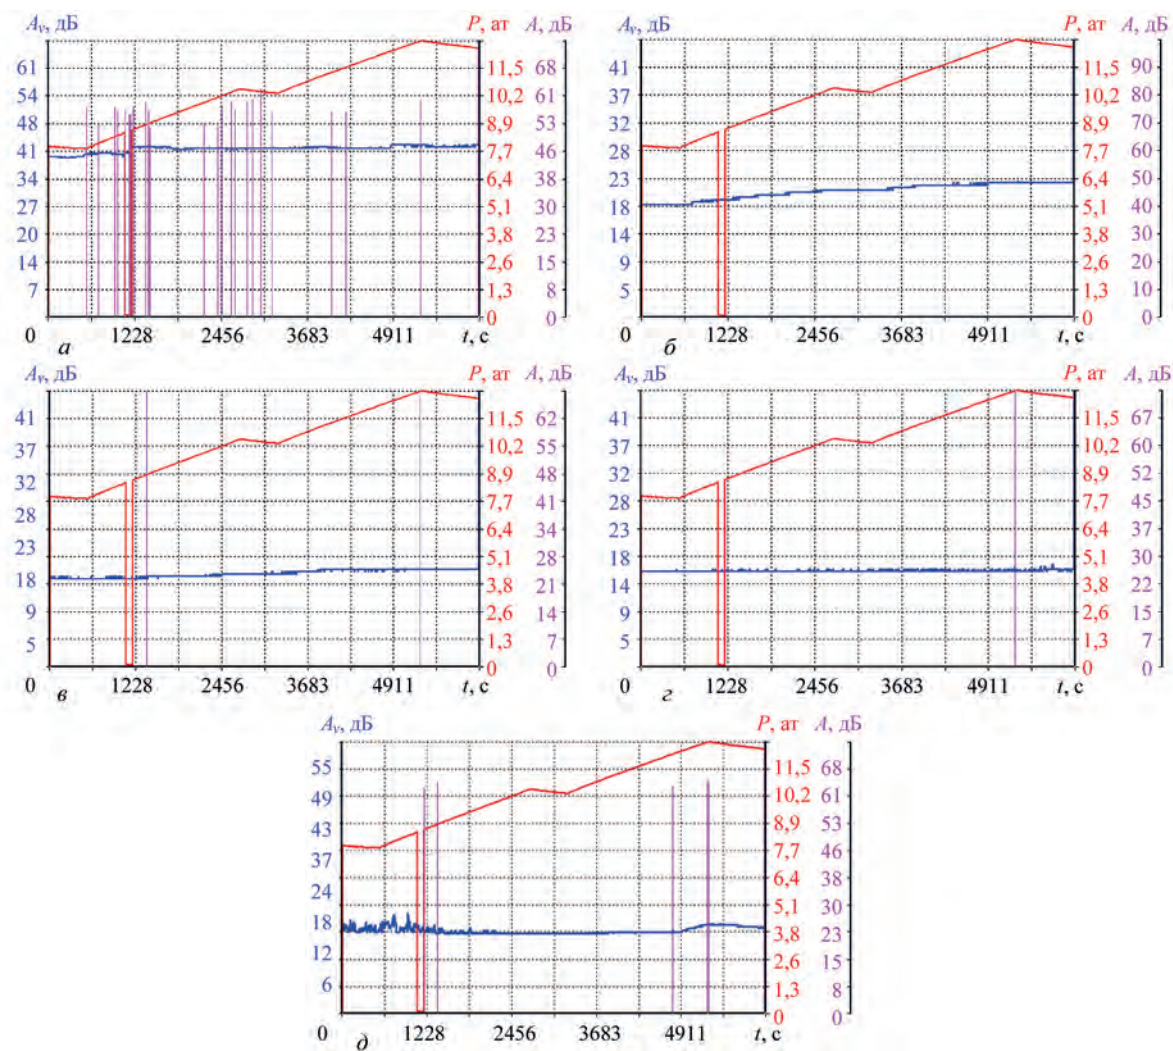 Aᵥ, дБ P, ат A, дБ Aᵥ, дБ P, ат A, дБ
61 11,5 68 41 11,5 90
54 10,2 61 37 10,2 80
48 8,9 53 32 8,9 70
41 7,7 46 28 7,7 60
34 6,4 38 23 6,4 50
27 5,1 30 18 5,1 40
20 3,8 23 14 3,8 30
14 2,6 15 9 2,6 20
7 1,3 8 5 1,3 10
0 0 0 0 0
0 1228 2456 3683 4911 t, с 0 1228 2456 3683 4911 t, с
а б
Aᵥ, дБ P, ат A, дБ Aᵥ, дБ P, ат A, дБ
41 11,5 62 41 11,5 67
37 10,2 55 37 10,2 60
32 8,9 48 32 8,9 52
28 7,7 41 28 7,7 45
23 6,4 34 23 6,4 37
18 5,1 28 18 5,1 30
14 3,8 21 14 3,8 22
9 2,6 14 9 2,6 14
5 1,3 7 5 1,3 7
0 0 0 0
0 1228 2456 3683 4911 t, с 0 1228 2456 3683 4911 t, с
в г
Aᵥ, дБ P, ат A, дБ
55 11,5 68
49 10,2 61
43 8,9 53
37 7,7 46
6,4 38
24 5,1 30
18 3,8 23
12 2,6 15
6 1,3 8
0 0
0 1228 2456 3683 4911 t, с
д